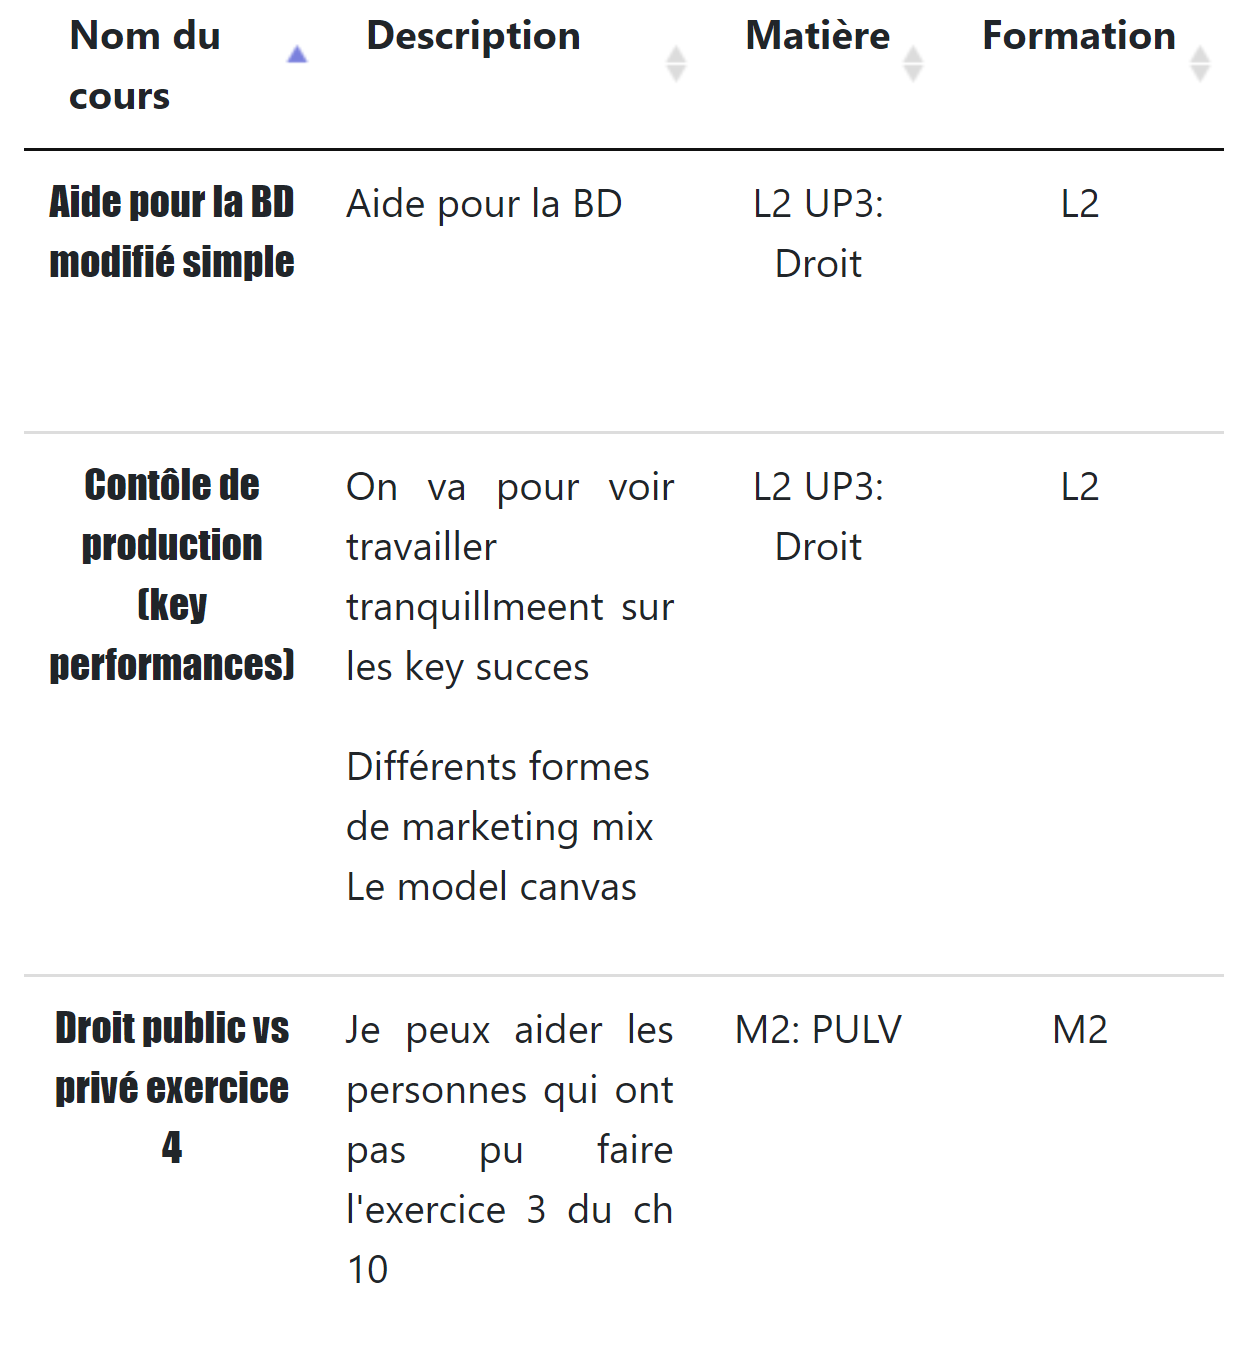 Nom du
cours
Description
Matière
Formation
Aide pour la BD
modifié simple
Aide pour la BD
L2 UP3:
Droit
L2
Contôle de
production
(key
performances)
On va pour voir
travailler
tranquillmeent sur
les key succes
Différents formes
de marketing mix
Le model canvas
L2 UP3:
Droit
L2
Droit public vs
privé exercice
4
Je peux aider les
personnes qui ont
pas pu faire
l'exercice 3 du ch
10
M2: PULV
M2